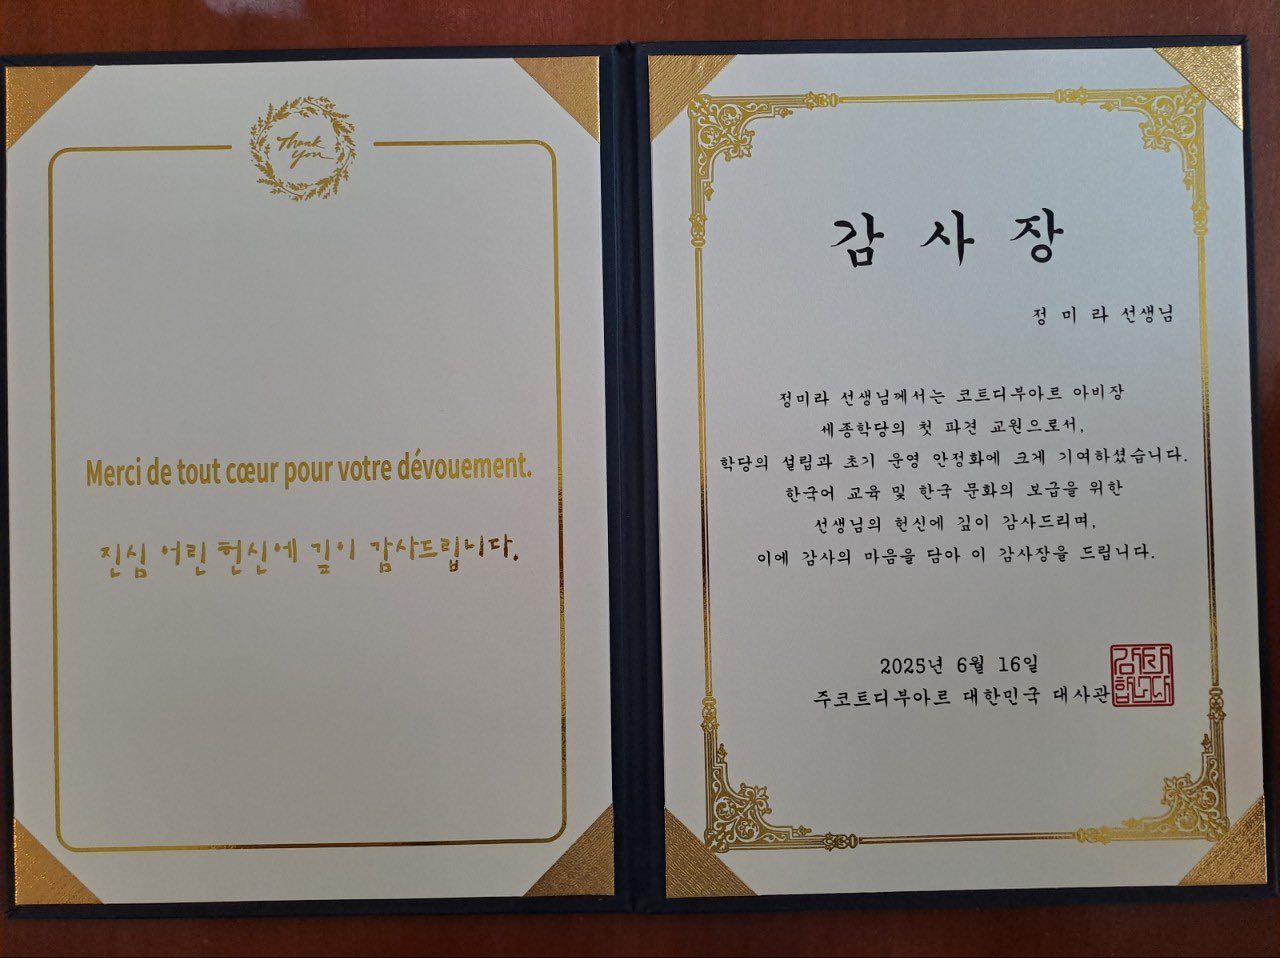 Thank
you
Merci de tout cœur pour votre dévouement.
진심 어린 헌신에 깊이 감사드립니다.
감 사 장
정 미 라 선생님
정미라 선생님께서는 코트디부아르 아비장
세종학당의 첫 파견 교원으로서,
학당의 설립과 초기 운영 안정화에 크게 기여하셨습니다.
한국어 교육 및 한국 문화의 보급을 위한
선생님의 헌신에 깊이 감사드리며,
이에 감사의 마음을 담아 이 감사장을 드립니다.
2025년 6월 16일
주코트디부아르 대한민국 대사관